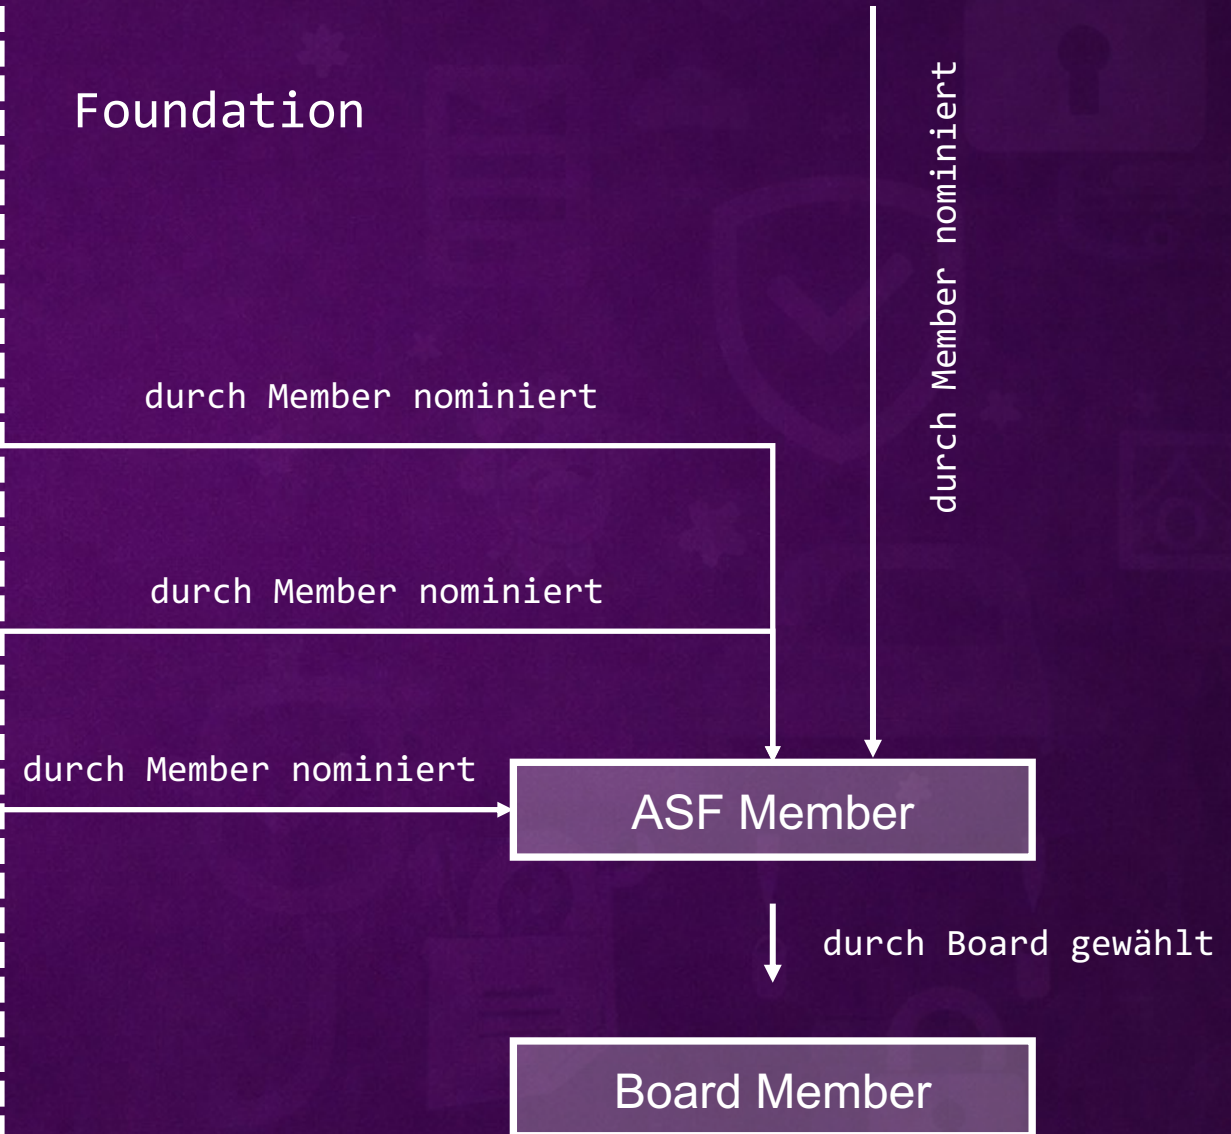 Foundation
durch Member nominiert
durch Member nominiert
durch Member nominiert
durch Member nominiert
ASF Member
durch Board gewählt
Board Member